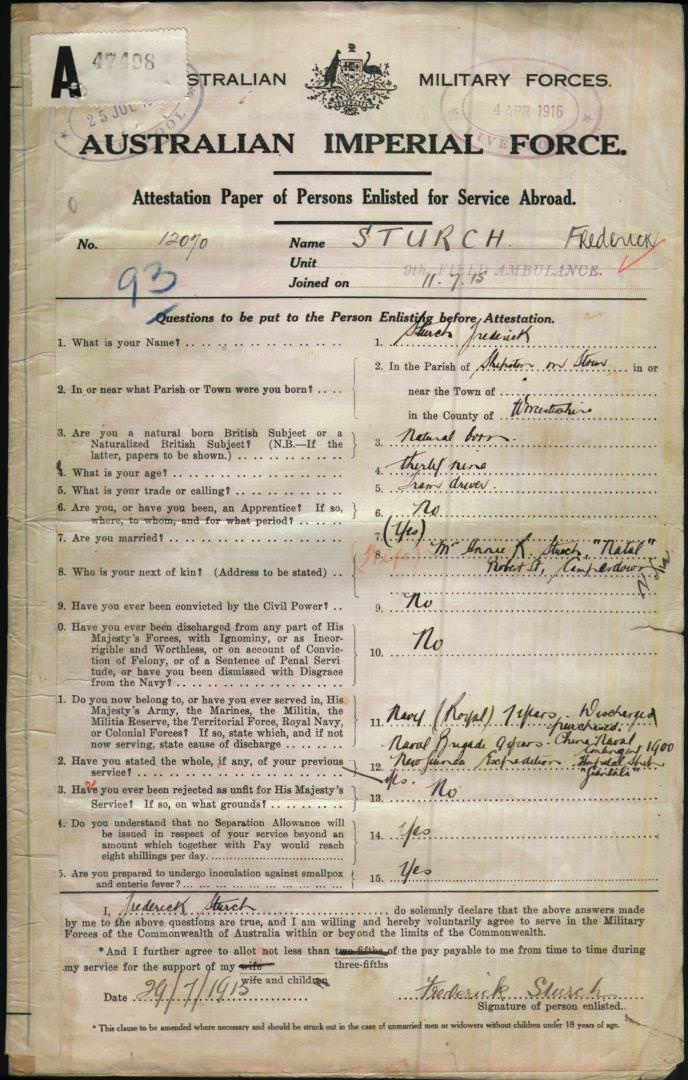 A 47498
AUSTRALIAN MILITARY FORCES.
25 JUL
4 APR 1916
AUSTRALIAN IMPERIAL FORCE.
Attestation Paper of Persons Enlisted for Service Abroad.
No. 12070 Name STURCH. Frederick
Unit 9th FIELD AMBULANCE.
Joined on 11.7.15
93
Questions to be put to the Person Enlisting before Attestation.
1. What is your Name? 1. Sturch Frederick
2. In or near what Parish or Town were you born? 2. In the Parish of Shipston on Stour in or
near the Town of
in the County of Worcestershire
3. Are you a natural born British Subject or a
Naturalized British Subject? (N.B.—If the
latter, papers to be shown.) 3. Natural born.
4. What is your age? 4. thirty nine
5. What is your trade or calling? 5. Tram driver.
6. Are you, or have you been, an Apprentice? If so,
where, to whom, and for what period? 6. No
7. Are you married? 7. (Yes)
8. Who is your next of kin? (Address to be stated) 8. (Wife) Mrs Annie R. Sturch, "Natal"
Robert St, Camperdown
9. Have you ever been convicted by the Civil Power? 9. No
0. Have you ever been discharged from any part of His
Majesty's Forces, with Ignominy, or as Incor-
rigible and Worthless, or on account of Convic-
tion of Felony, or of a Sentence of Penal Servi
tude, or have you been dismissed with Disgrace
from the Navy? 10. No
1. Do you now belong to, or have you ever served in, His
Majesty's Army, the Marines, the Militia, the
Militia Reserve, the Territorial Force, Royal Navy,
or Colonial Forces? If so, state which, and if not
now serving, state cause of discharge 11. Navy (Royal) 7 years. Discharged
purchased.
Naval Brigade 9 years. China Naval
Contingent 1900
New Guinea Expedition Hospital Ship
"Grantala"
2. Have you stated the whole, if any, of your previous
service? 12. yes.
3. Have you ever been rejected as unfit for His Majesty's
Service? If so, on what grounds? 13. No
4. Do you understand that no Separation Allowance will
be issued in respect of your service beyond an
amount which together with Pay would reach
eight shillings per day. 14. Yes
5. Are you prepared to undergo inoculation against smallpox
and enteric fever? 15. Yes
I, Frederick Sturch do solemnly declare that the above answers made
by me to the above questions are true, and I am willing and hereby voluntarily agree to serve in the Military
Forces of the Commonwealth of Australia within or beyond the limits of the Commonwealth.
*And I further agree to allot not less than two-fifths of the pay payable to me from time to time during
three-fifths
my service for the support of my wife
wife and children
Date 29/7/1915 Frederick Sturch
Signature of person enlisted.
* This clause to be amended where necessary and should be struck out in the case of unmarried men or widowers without children under 18 years of age.